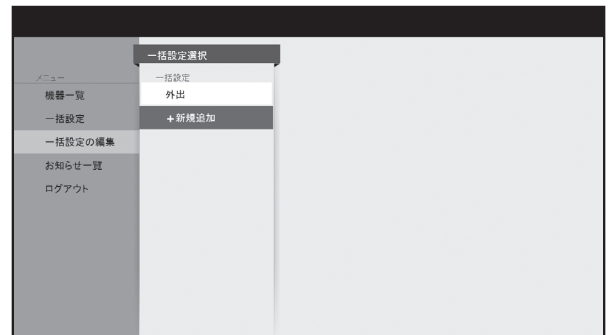 一括設定選択
メニュー
一括設定
機器一覧
外出
一括設定
+新規追加
一括設定の編集
お知らせ一覧
ログアウト